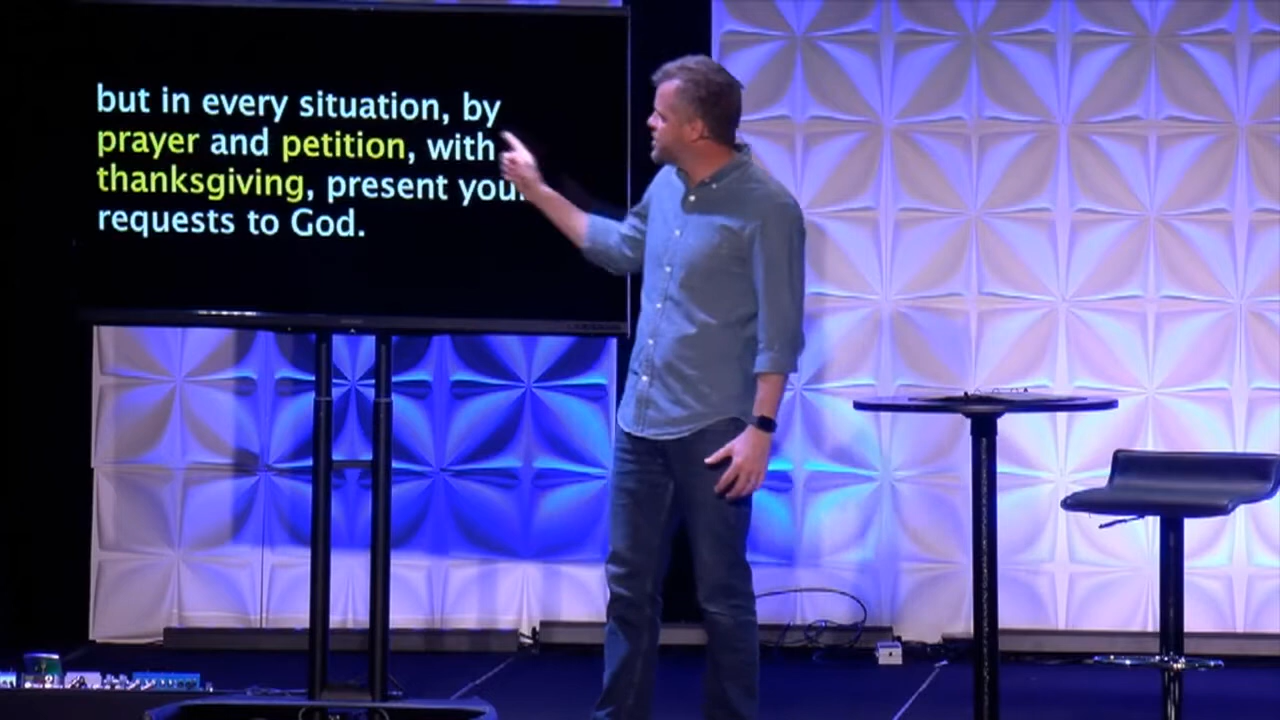 but in every situation, by
prayer and petition, with
thanksgiving, present your
requests to God.